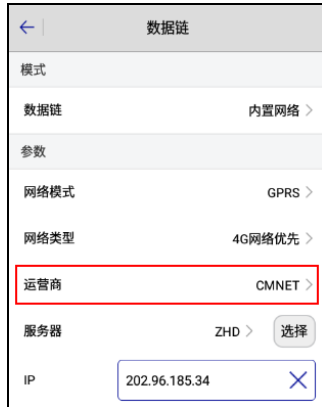 数据链
模式
数据链 内置网络
参数
网络模式 GPRS
网络类型 4G网络优先
运营商 CMNET
服务器 ZHD 选择
IP 202.96.185.34